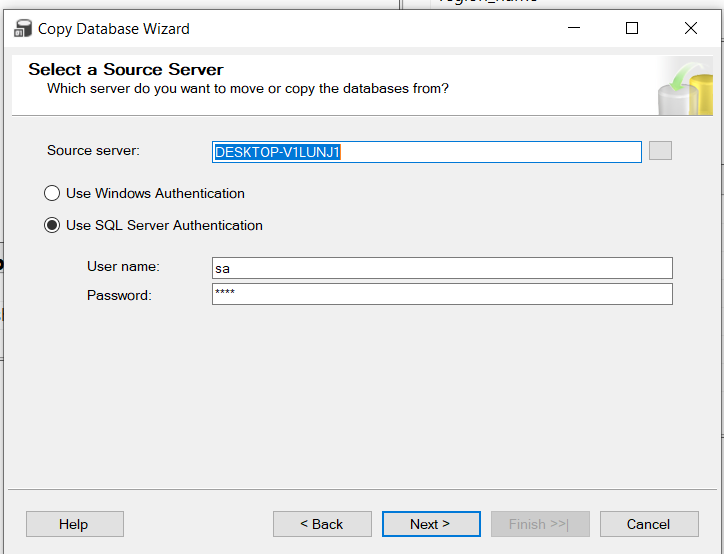 region_name
Copy Database Wizard
Select a Source Server
Which server do you want to move or copy the databases from?
Source server:
DESKTOP-V1LUNJ1
Use Windows Authentication
Use SQL Server Authentication
User name:
sa
Password:
****
Help
< Back
Next >
Finish >>|
Cancel